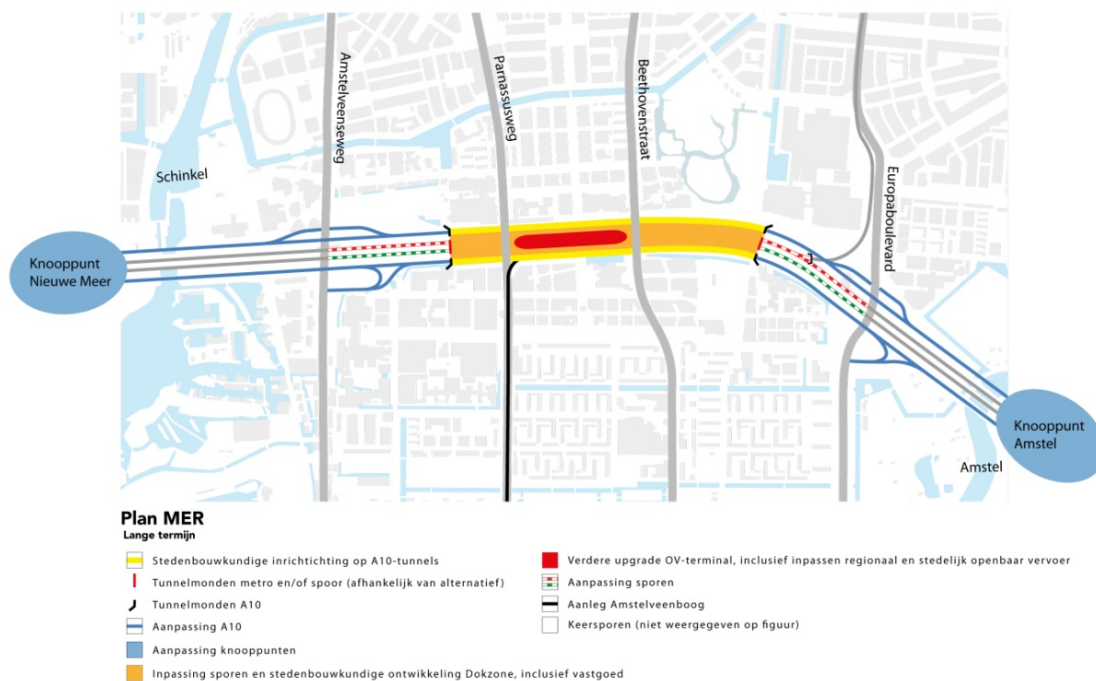 Amstelveenseweg
Parnassusweg
Beethovenstraat
Europaboulevard
Schinkel
Knooppunt
Nieuwe Meer
Knooppunt
Amstel
Amstel
Plan MER
Lange termijn
Stedenbouwkundige inrichtichting op A10-tunnels
Tunnelmonden metro en/of spoor (afhankelijk van alternatief)
Tunnelmonden A10
Aanpassing A10
Aanpassing knooppunten
Inpassing sporen en stedenbouwkundige ontwikkeling Dokzone, inclusief vastgoed
Verdere upgrade OV-terminal, inclusief inpassen regionaal en stedelijk openbaar vervoer
Aanpassing sporen
Aanleg Amstelveenboog
Keersporen (niet weergegeven op figuur)